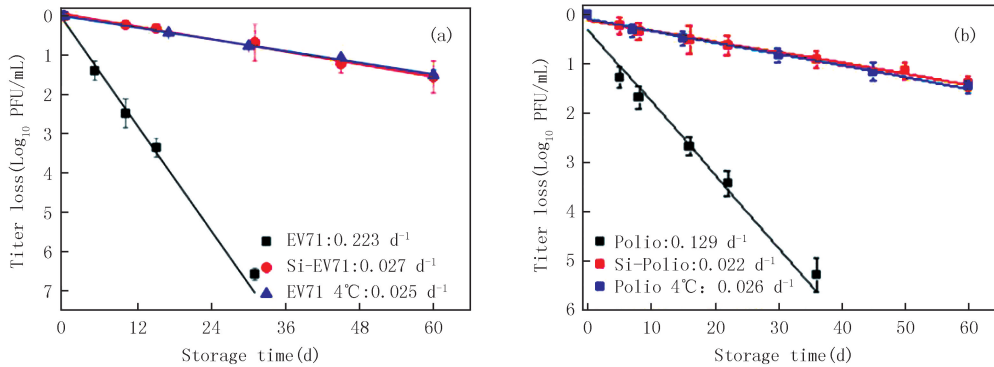 (a)
0
1
2
3
4
5
6
7
Titer loss(Log10 PFU/mL)
EV71:0.223 d-1
Si-EV71:0.027 d-1
EV71 4℃:0.025 d-1
0 12 24 36 48 60
Storage time(d)
(b)
0
1
2
3
4
5
6
Titer loss(Log10 PFU/mL)
Polio:0.129 d-1
Si-Polio:0.022 d-1
Polio 4℃: 0.026 d-1
0 10 20 30 40 50 60
Storage time(d)